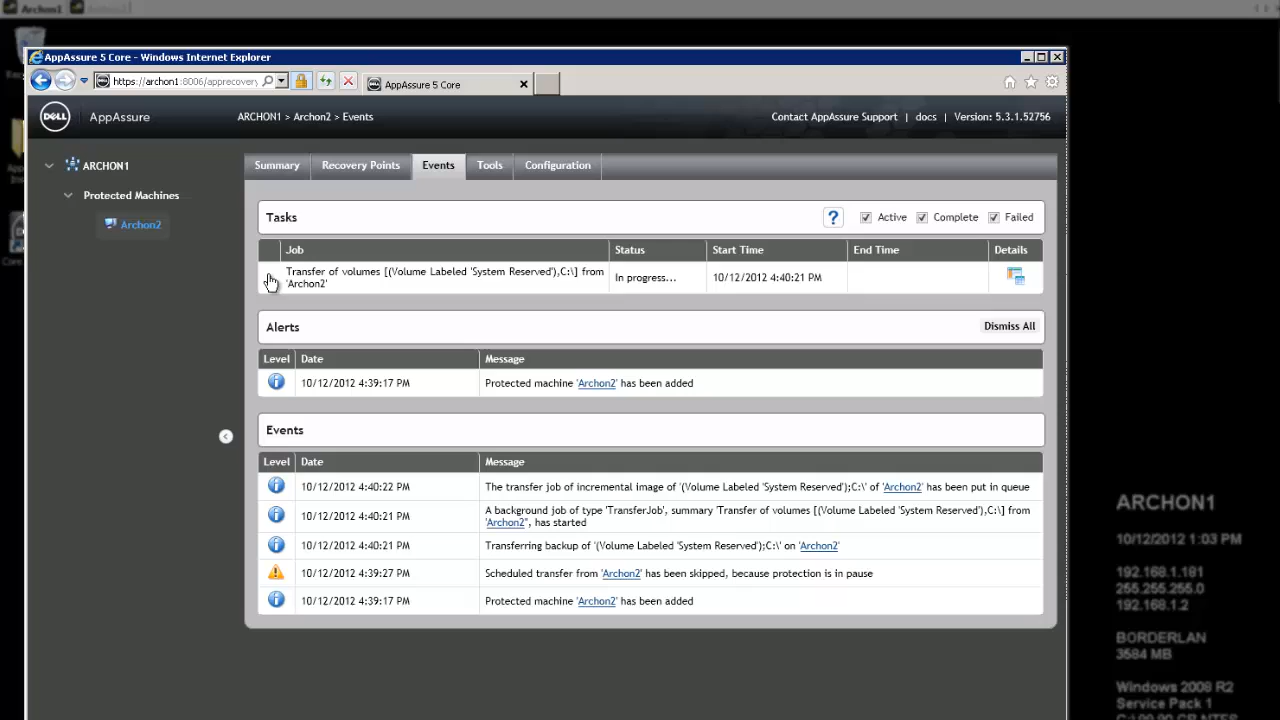 Archon1
AppAssure 5 Core - Windows Internet Explorer
https://archon1:8006/apprecovery
AppAssure 5 Core
DELL
AppAssure
ARCHON1 > Archon2 > Events
Contact AppAssure Support | docs | Version: 5.3.1.52756
ARCHON1
Protected Machines
Archon2
Summary
Recovery Points
Events
Tools
Configuration
Tasks
? Active Complete Failed
Job Status Start Time End Time Details
Transfer of volumes [(Volume Labeled 'System Reserved'),C:\] from
'Archon2'
In progress... 10/12/2012 4:40:21 PM
Alerts
Dismiss All
Level Date Message
10/12/2012 4:39:17 PM Protected machine 'Archon2' has been added
Events
Level Date Message
10/12/2012 4:40:22 PM The transfer job of incremental image of '(Volume Labeled 'System Reserved');C:\' of 'Archon2' has been put in queue
10/12/2012 4:40:21 PM A background job of type 'TransferJob', summary 'Transfer of volumes [(Volume Labeled 'System Reserved'),C:\] from
'Archon2'', has started
10/12/2012 4:40:21 PM Transferring backup of '(Volume Labeled 'System Reserved');C:\' on 'Archon2'
10/12/2012 4:39:27 PM Scheduled transfer from 'Archon2' has been skipped, because protection is in pause
10/12/2012 4:39:17 PM Protected machine 'Archon2' has been added
ARCHON1
10/12/2012 1:03 PM
192.168.1.181
255.255.255.0
192.168.1.2
BORDERLAN
3584 MB
Windows 2008 R2
Service Pack 1